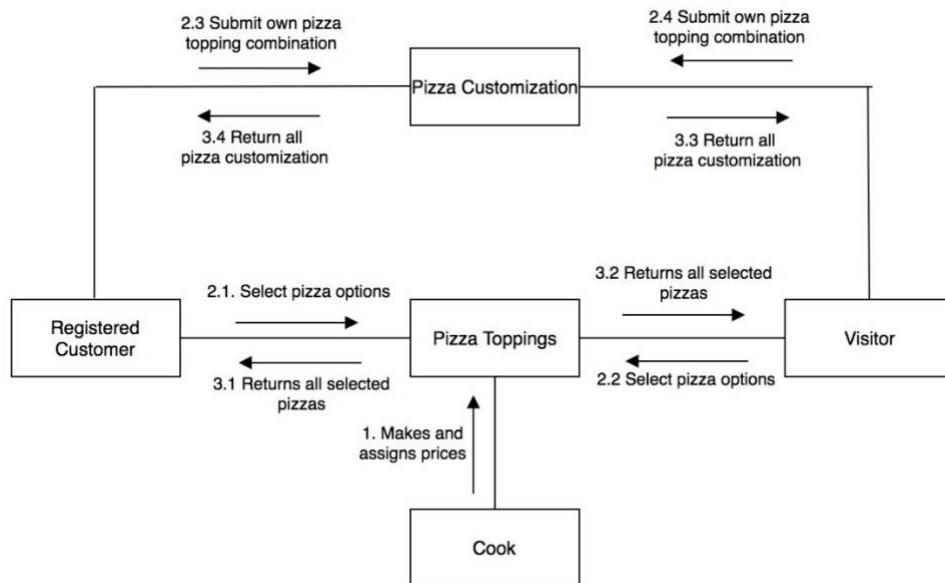 2.3 Submit own pizza
topping combination
2.4 Submit own pizza
topping combination
Pizza Customization
3.4 Return all
pizza customization
3.3 Return all
pizza customization
2.1. Select pizza options
3.2 Returns all selected
pizzas
Registered
Customer
Pizza Toppings
Visitor
3.1 Returns all selected
pizzas
2.2 Select pizza options
1. Makes and
assigns prices
Cook